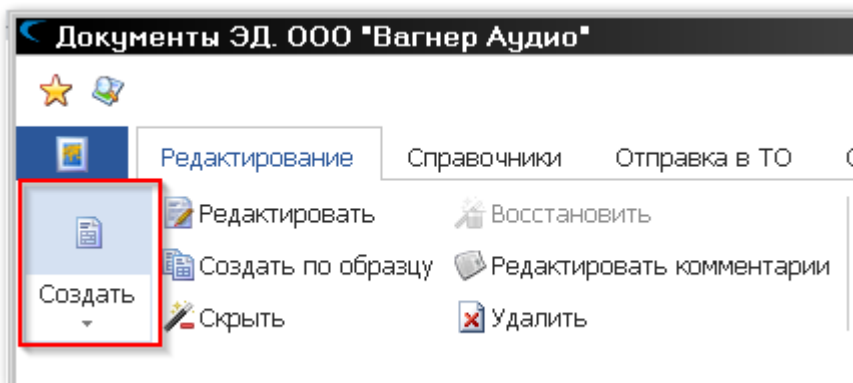 Документы ЭД. ООО "Вагнер Аудио"
Редактирование Справочники Отправка в ТО
Редактировать Восстановить
Создать по образцу Редактировать комментарии
Создать
Скрыть Удалить